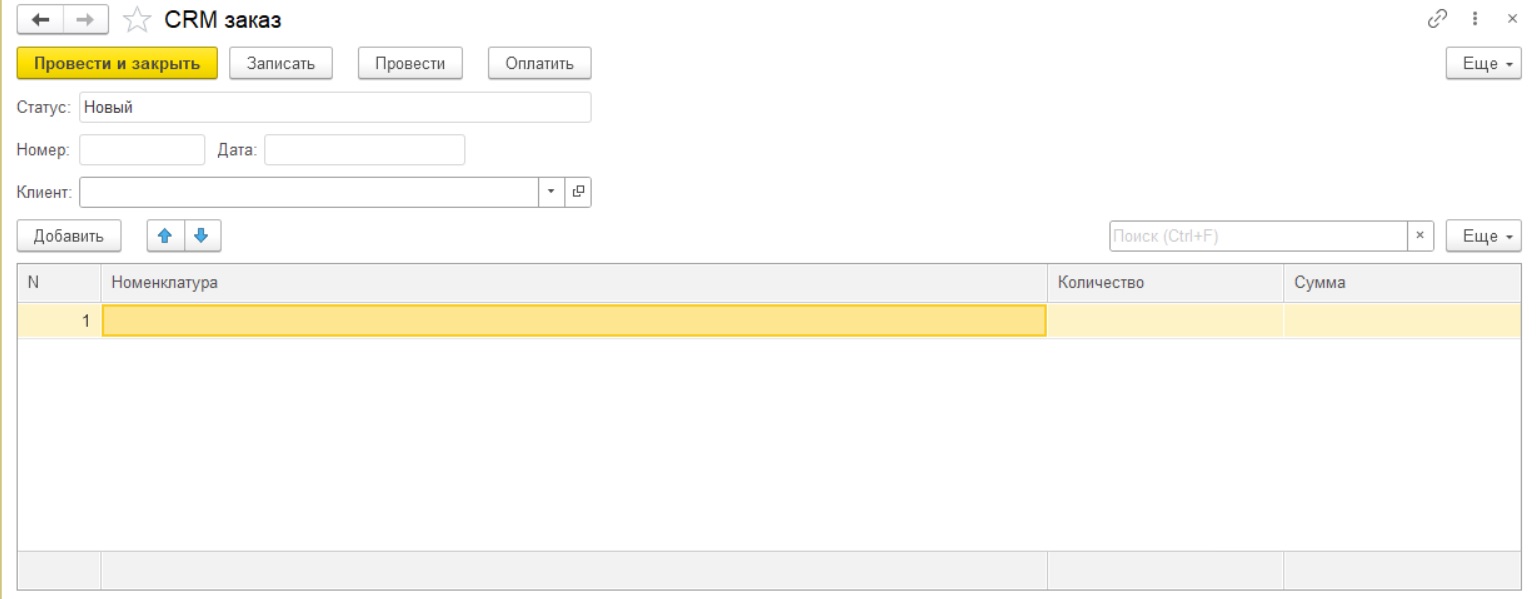 CRM заказ
Провести и закрыть Записать Провести Оплатить Еще
Статус: Новый
Номер: Дата:
Клиент:
Добавить Поиск (Ctrl+F) × Еще
N Номенклатура Количество Сумма
1